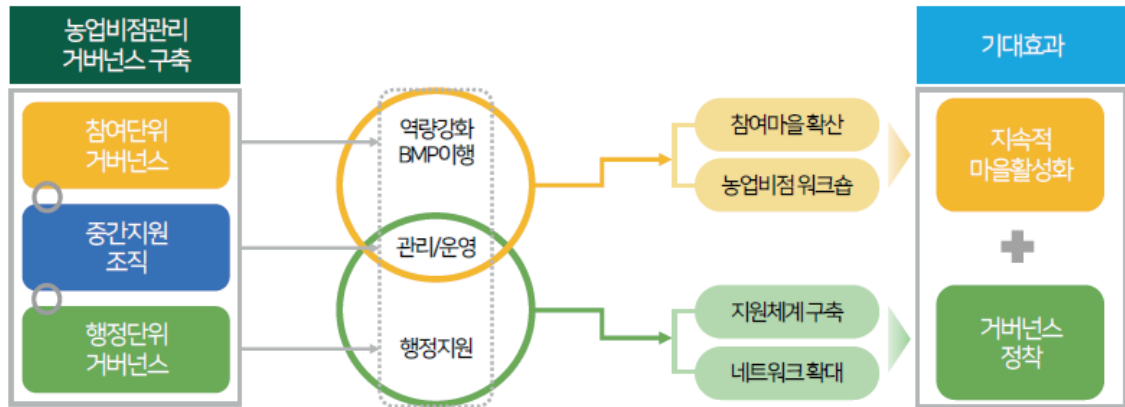 농업비점관리
거버넌스 구축
참여단위
거버넌스
중간지원
조직
행정단위
거버넌스
역량강화
BMP이행
관리/운영
행정지원
참여마을 확산
농업비점 워크숍
지원체계 구축
네트워크 확대
기대효과
지속적
마을활성화
거버넌스
정착